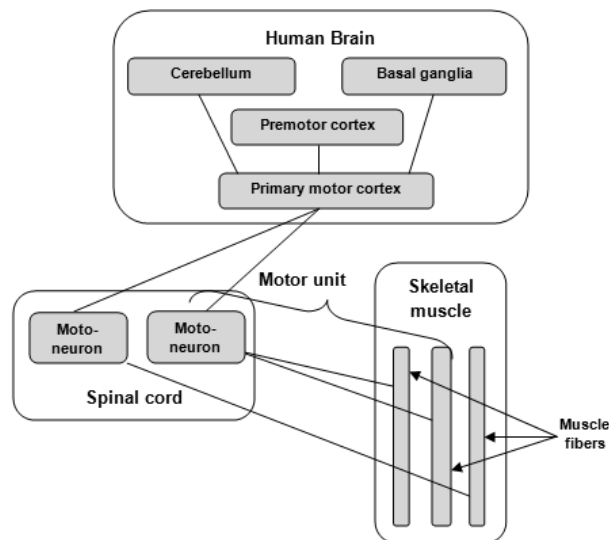 Human Brain
Cerebellum
Basal ganglia
Premotor cortex
Primary motor cortex
Motor unit
Skeletal
muscle
Moto-
neuron
Moto-
neuron
Spinal cord
Muscle
fibers